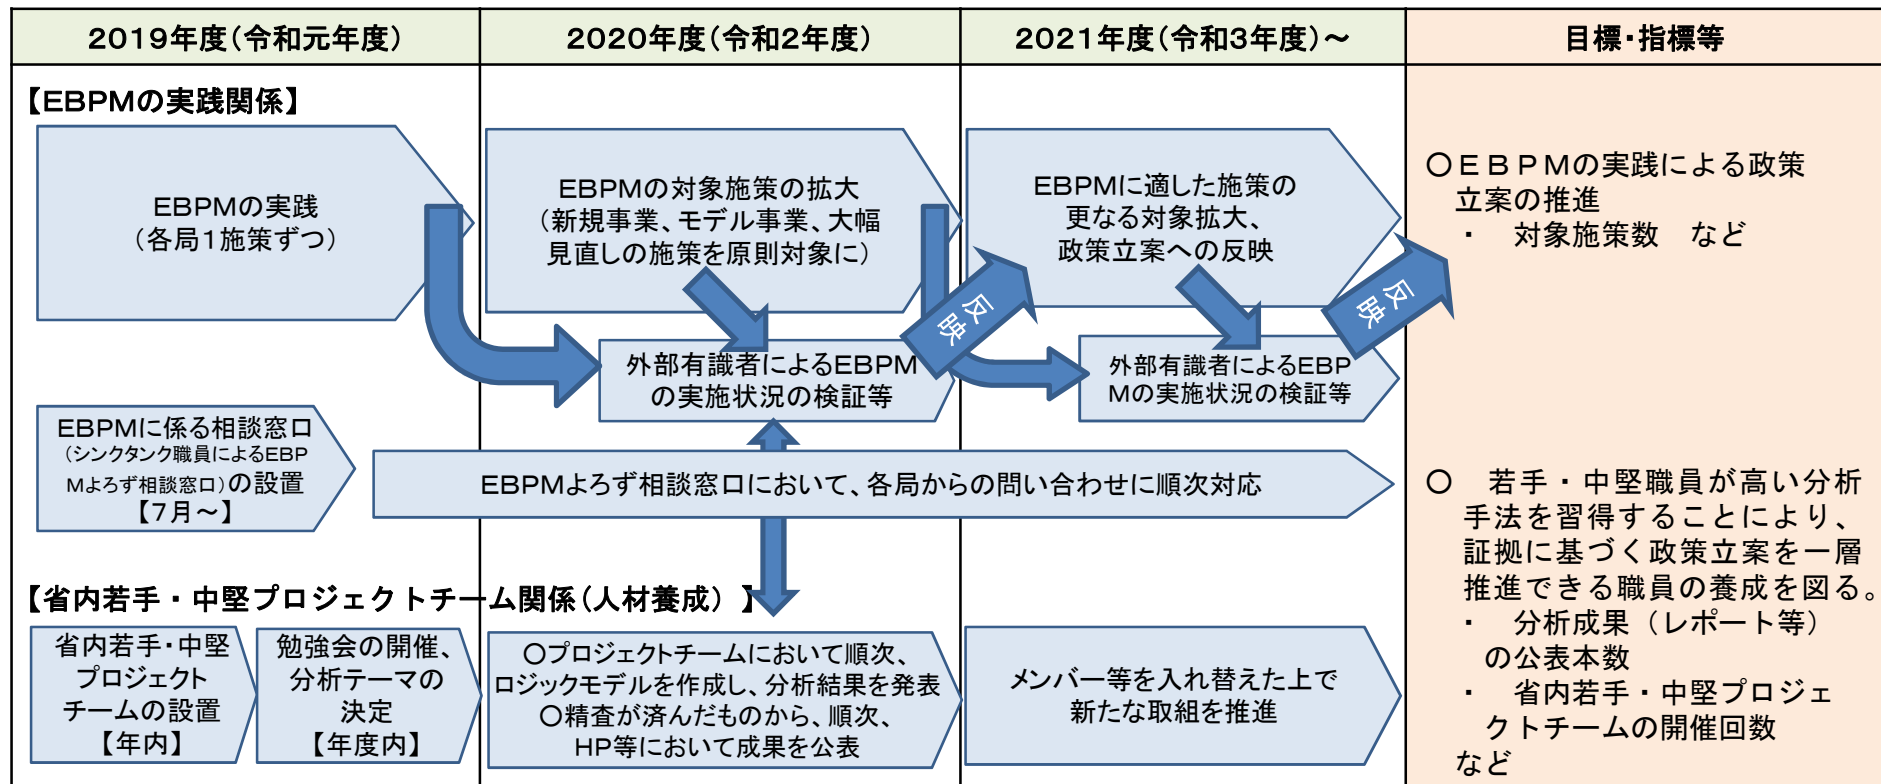 2019年度(令和元年度)
2020年度(令和2年度)
2021年度(令和3年度)～
目標・指標等
【EBPMの実践関係】
EBPMの実践
(各局1施策ずつ)
EBPMの対象施策の拡大
(新規事業、モデル事業、大幅
見直しの施策を原則対象に)
EBPMに適した施策の
更なる対象拡大、
政策立案への反映
反映
反映
外部有識者によるEBPM
の実施状況の検証等
外部有識者によるEBP
Mの実施状況の検証等
○EBPMの実践による政策
立案の推進
・ 対象施策数 など
EBPMに係る相談窓口
(シンクタンク職員によるEBP
Mよろず相談窓口)の設置
【7月～】
EBPMよろず相談窓口において、各局からの問い合わせに順次対応
【省内若手・中堅プロジェクトチーム関係(人材養成)】
省内若手・中堅
プロジェクト
チームの設置
【年内】
勉強会の開催、
分析テーマの
決定
【年度内】
○プロジェクトチームにおいて順次、
ロジックモデルを作成し、分析結果を発表
○精査が済んだものから、順次、
HP等において成果を公表
メンバー等を入れ替えた上で
新たな取組を推進
○ 若手・中堅職員が高い分析
手法を習得することにより、
証拠に基づく政策立案を一層
推進できる職員の養成を図る。
・ 分析成果(レポート等)
の公表本数
・ 省内若手・中堅プロジェ
クトチームの開催回数
など